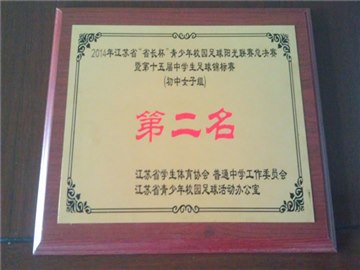 2014年江苏省“省长杯”青少年校园足球阳光联赛总决赛
暨第十五届中学生足球锦标赛
(初中女子组)
第二名
江苏省学生体育协会 普通中学工作委员会
江苏省青少年校园足球活动办公室